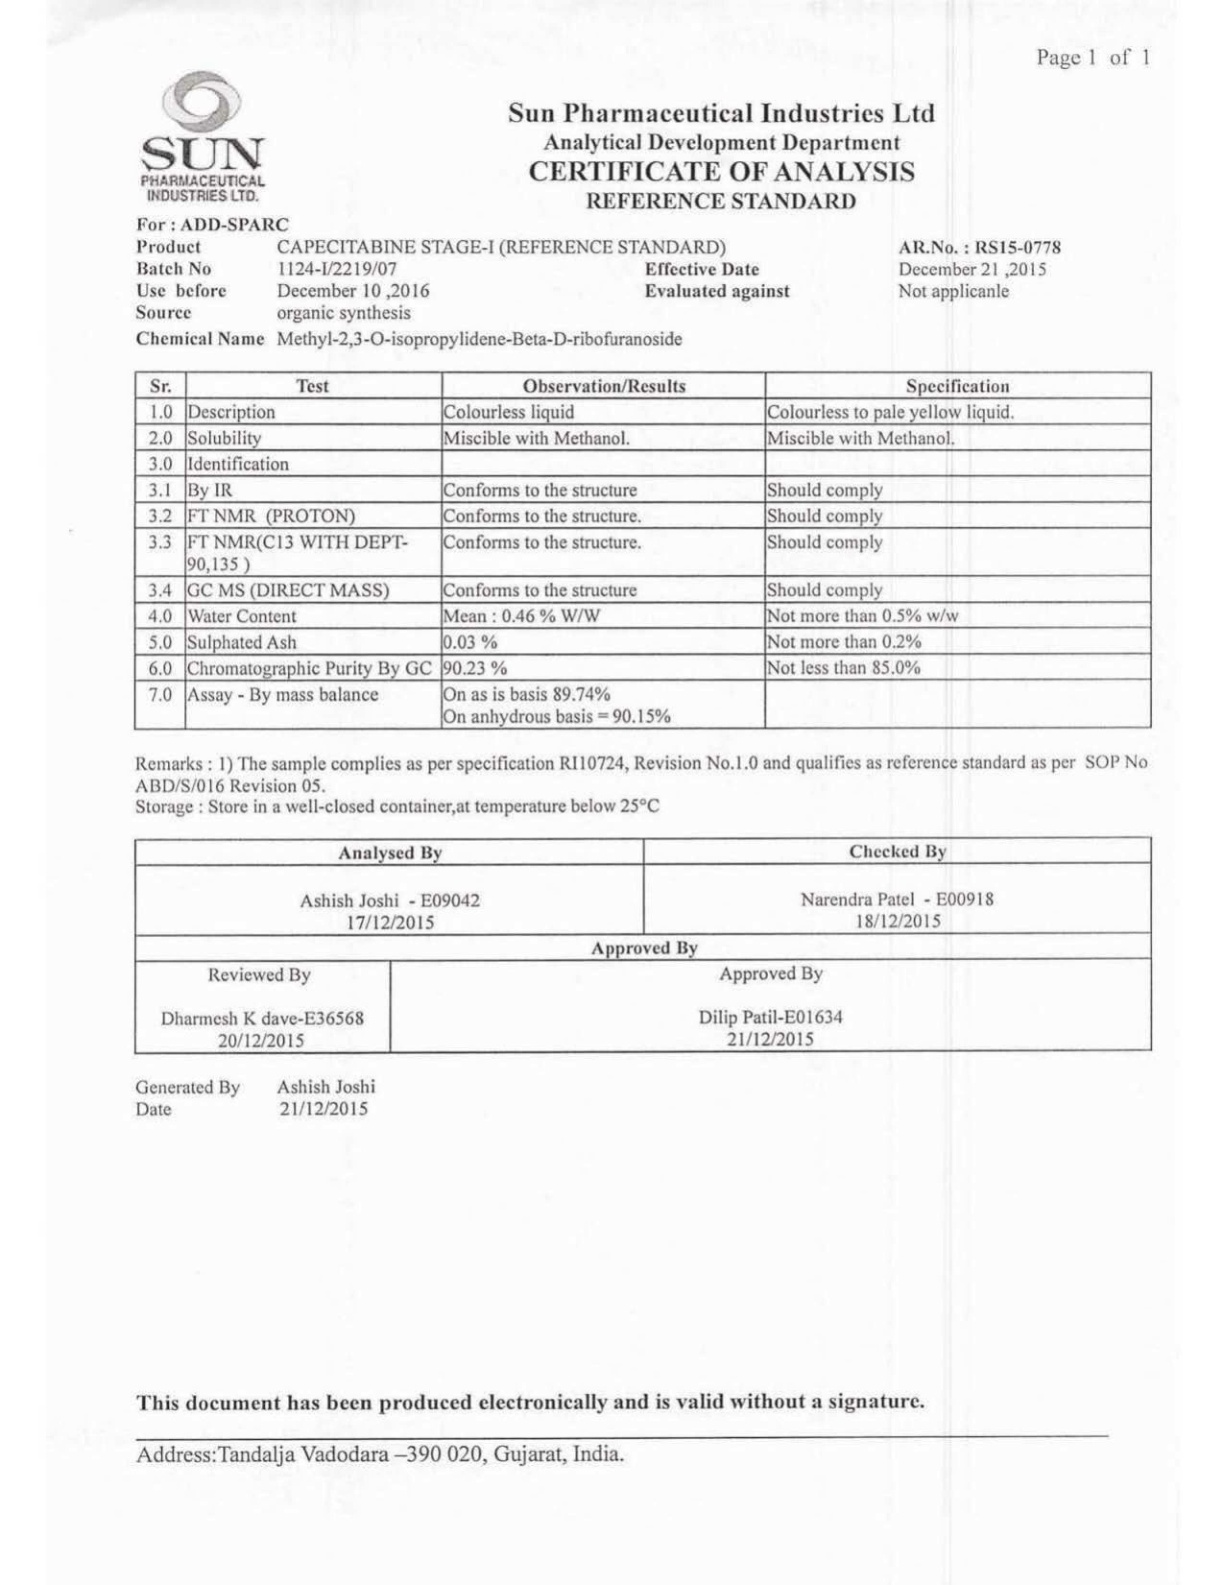 Page 1 of 1
SUN
PHARMACEUTICAL
INDUSTRIES LTD.
Sun Pharmaceutical Industries Ltd
Analytical Development Department
CERTIFICATE OF ANALYSIS
REFERENCE STANDARD
For : ADD-SPARC
Product CAPECITABINE STAGE-I (REFERENCE STANDARD) AR.No. : RS15-0778
Batch No 1124-I/2219/07 Effective Date December 21 ,2015
Use before December 10 ,2016 Evaluated against Not applicanle
Source organic synthesis
Chemical Name Methyl-2,3-O-isopropylidene-Beta-D-ribofuranoside
Sr. Test Observation/Results Specification
1.0 Description Colourless liquid Colourless to pale yellow liquid.
2.0 Solubility Miscible with Methanol. Miscible with Methanol.
3.0 Identification
3.1 By IR Conforms to the structure Should comply
3.2 FT NMR (PROTON) Conforms to the structure. Should comply
3.3 FT NMR(C13 WITH DEPT- Conforms to the structure. Should comply
90,135 )
3.4 GC MS (DIRECT MASS) Conforms to the structure Should comply
4.0 Water Content Mean : 0.46 % W/W Not more than 0.5% w/w
5.0 Sulphated Ash 0.03 % Not more than 0.2%
6.0 Chromatographic Purity By GC 90.23 % Not less than 85.0%
7.0 Assay - By mass balance On as is basis 89.74%
On anhydrous basis = 90.15%
Remarks : 1) The sample complies as per specification RI10724, Revision No.1.0 and qualifies as reference standard as per SOP No
ABD/S/016 Revision 05.
Storage : Store in a well-closed container,at temperature below 25°C
Analysed By Checked By
Ashish Joshi - E09042 Narendra Patel - E00918
17/12/2015 18/12/2015
Approved By
Reviewed By Approved By
Dharmesh K dave-E36568 Dilip Patil-E01634
20/12/2015 21/12/2015
Generated By Ashish Joshi
Date 21/12/2015
This document has been produced electronically and is valid without a signature.
Address:Tandalja Vadodara –390 020, Gujarat, India.